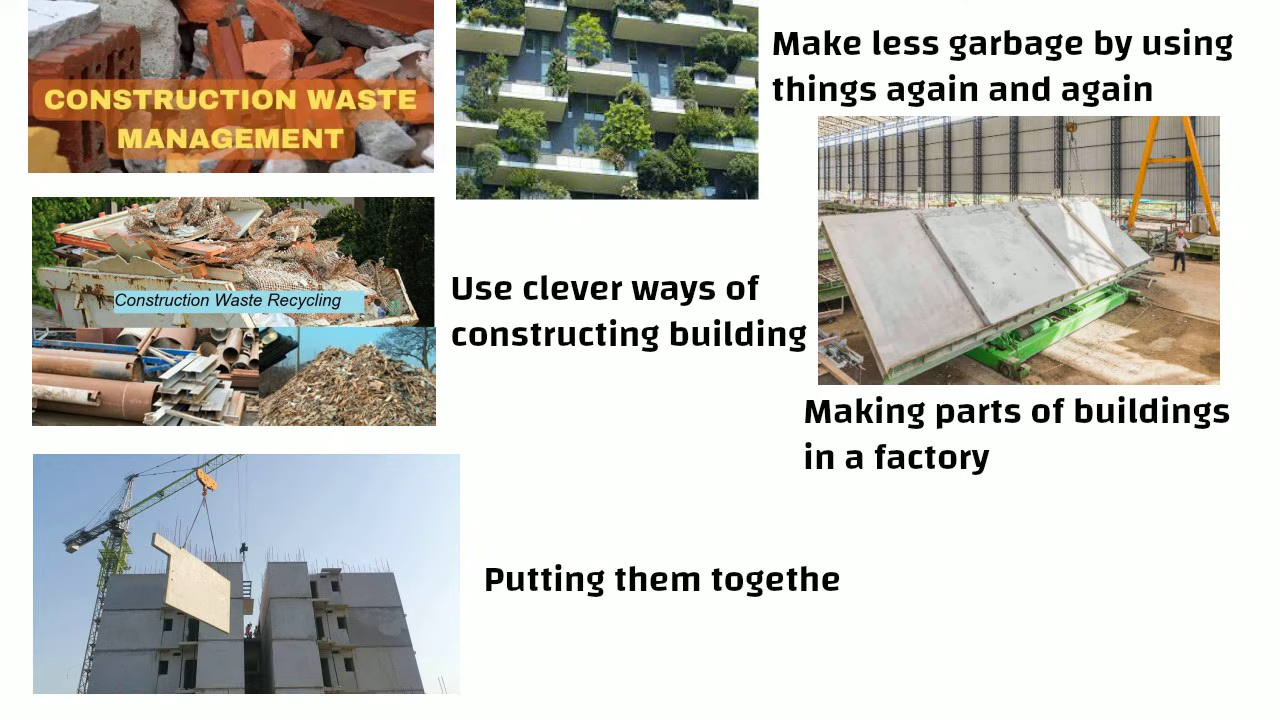 CONSTRUCTION WASTE
MANAGEMENT
Make less garbage by using
things again and again
Construction Waste Recycling
Use clever ways of
constructing building
Making parts of buildings
in a factory
Putting them togethe